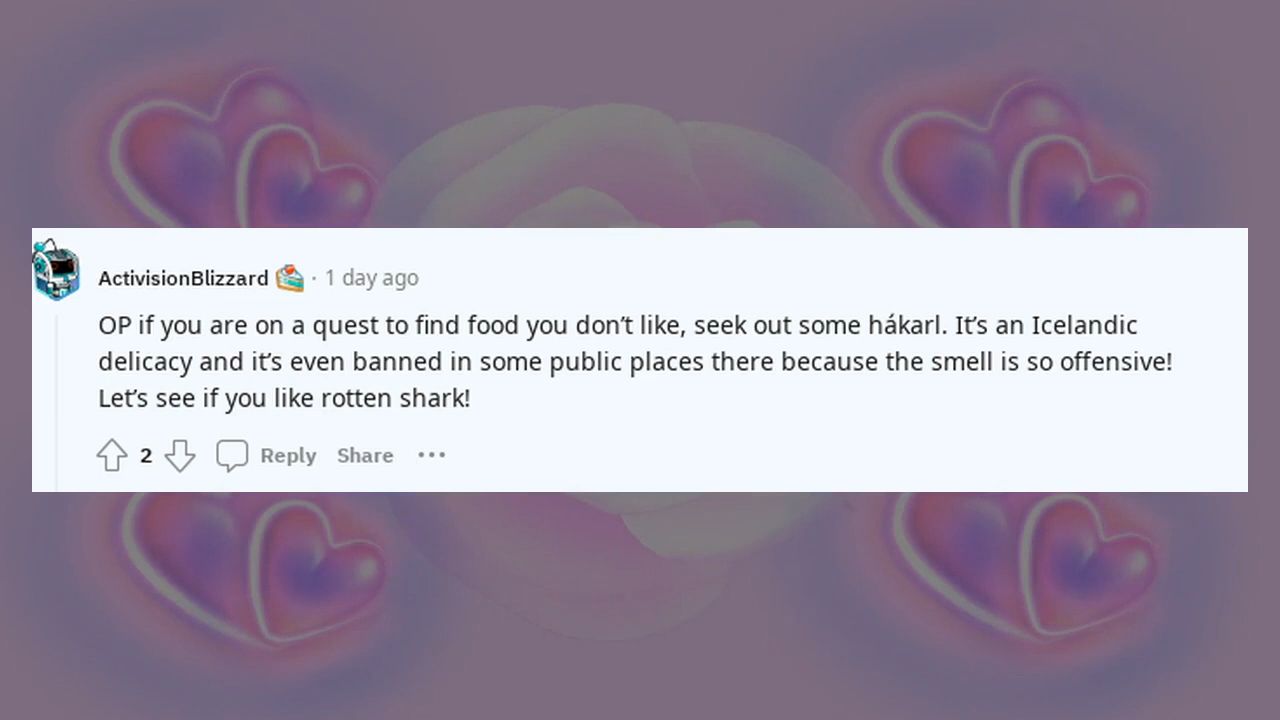 ActivisionBlizzard · 1 day ago
OP if you are on a quest to find food you don’t like, seek out some hákarl. It’s an Icelandic
delicacy and it’s even banned in some public places there because the smell is so offensive!
Let’s see if you like rotten shark!
2 Reply Share •••